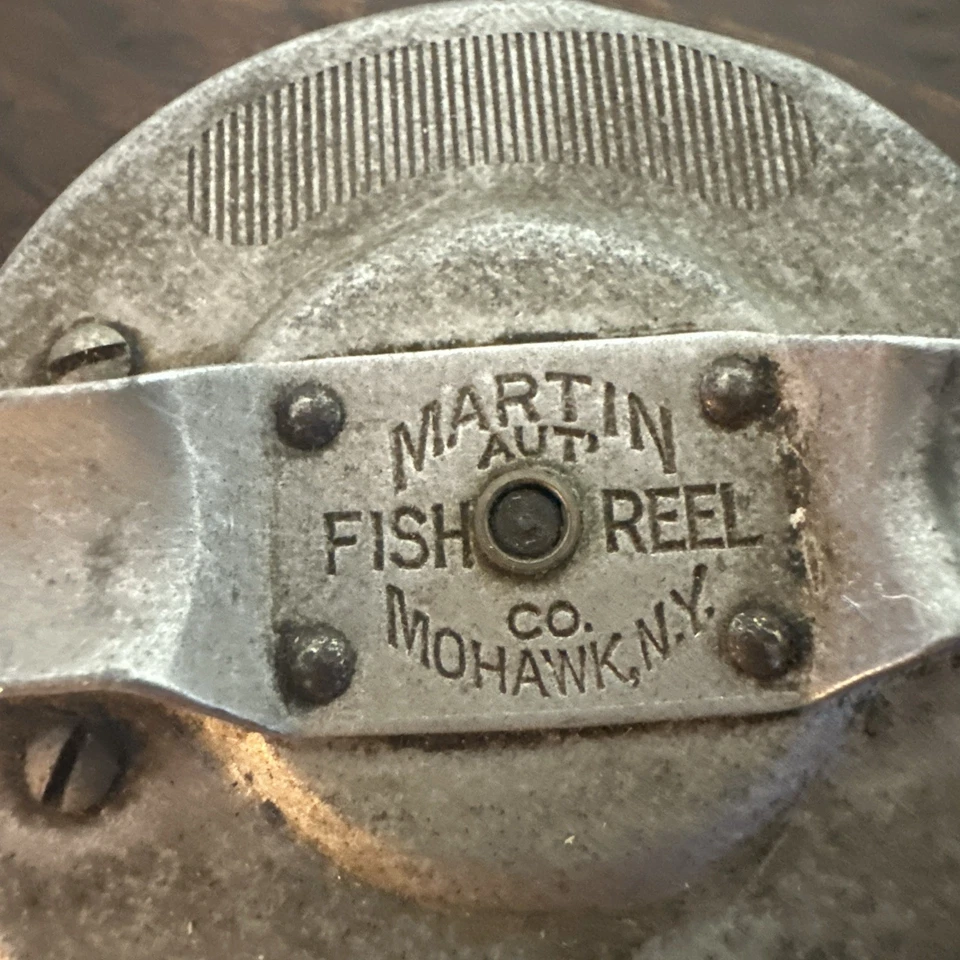 MARTIN
AUT.
FISH REEL
CO.
MOHAWK, N.Y.